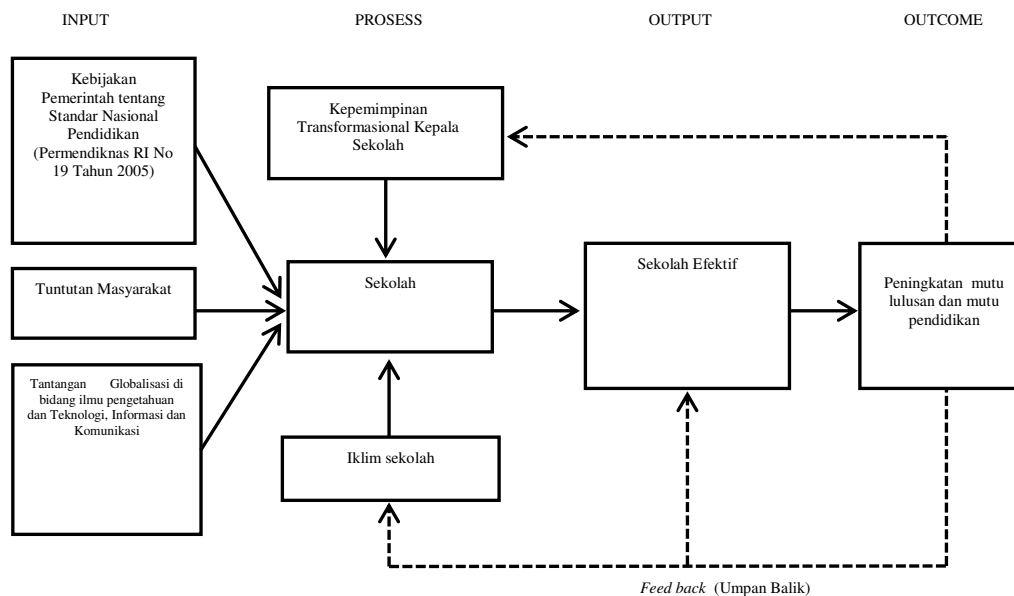 INPUT
PROSESS
OUTPUT
OUTCOME
Kebijakan
Pemerintah tentang
Standar Nasional
Pendidikan
(Permendiknas RI No
19 Tahun 2005)
Kepemimpinan
Transformasional Kepala
Sekolah
Tuntutan Masyarakat
Sekolah
Sekolah Efektif
Peningkatan mutu
lulusan dan mutu
pendidikan
Tantangan Globalisasi di
bidang ilmu pengetahuan
dan Teknologi, Informasi dan
Komunikasi
Iklim sekolah
Feed back (Umpan Balik)